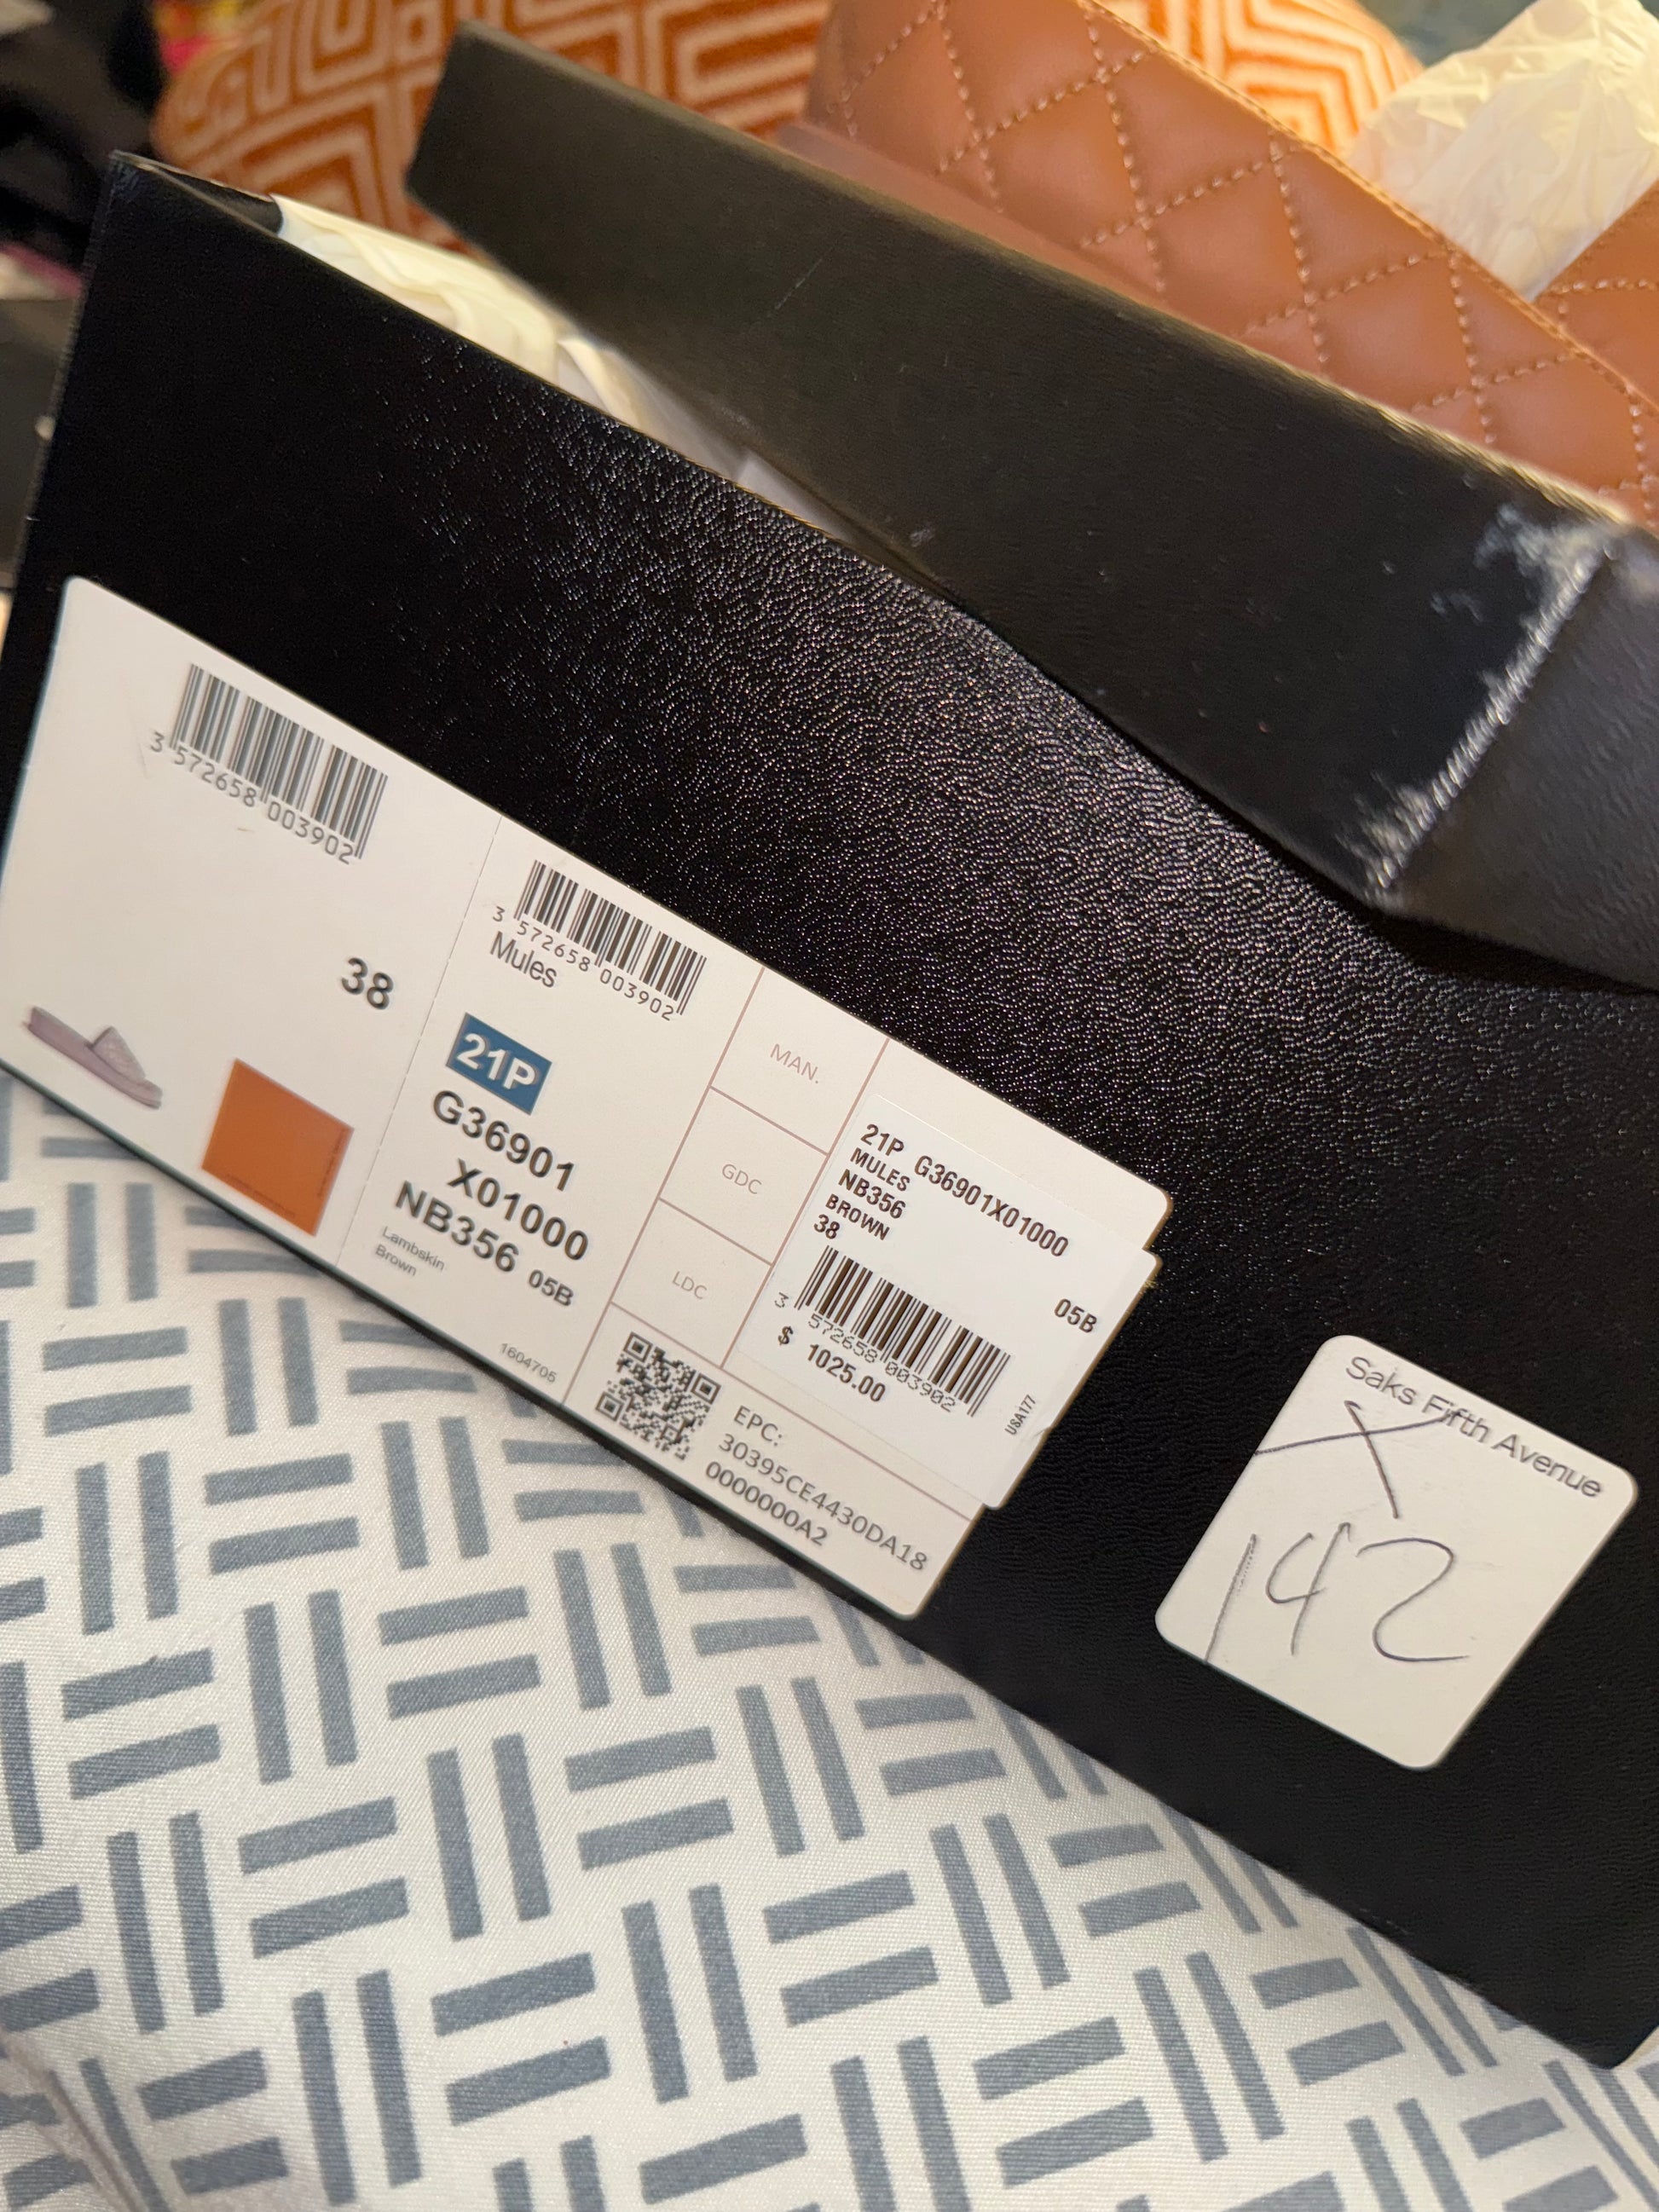 3 572658 003902
38
3 572658 003902
Mules
21P
G36901
X01000
NB356 05B
Lambskin
Brown
1604705
MAN.
GDC
LDC
21P G36901X01000
MULES
NB356
BROWN
38
05B
3 572658 003902
$ 1025.00
USA177
EPC:
30395CE4430DA18
0000000A2
Saks Fifth Avenue
X
142